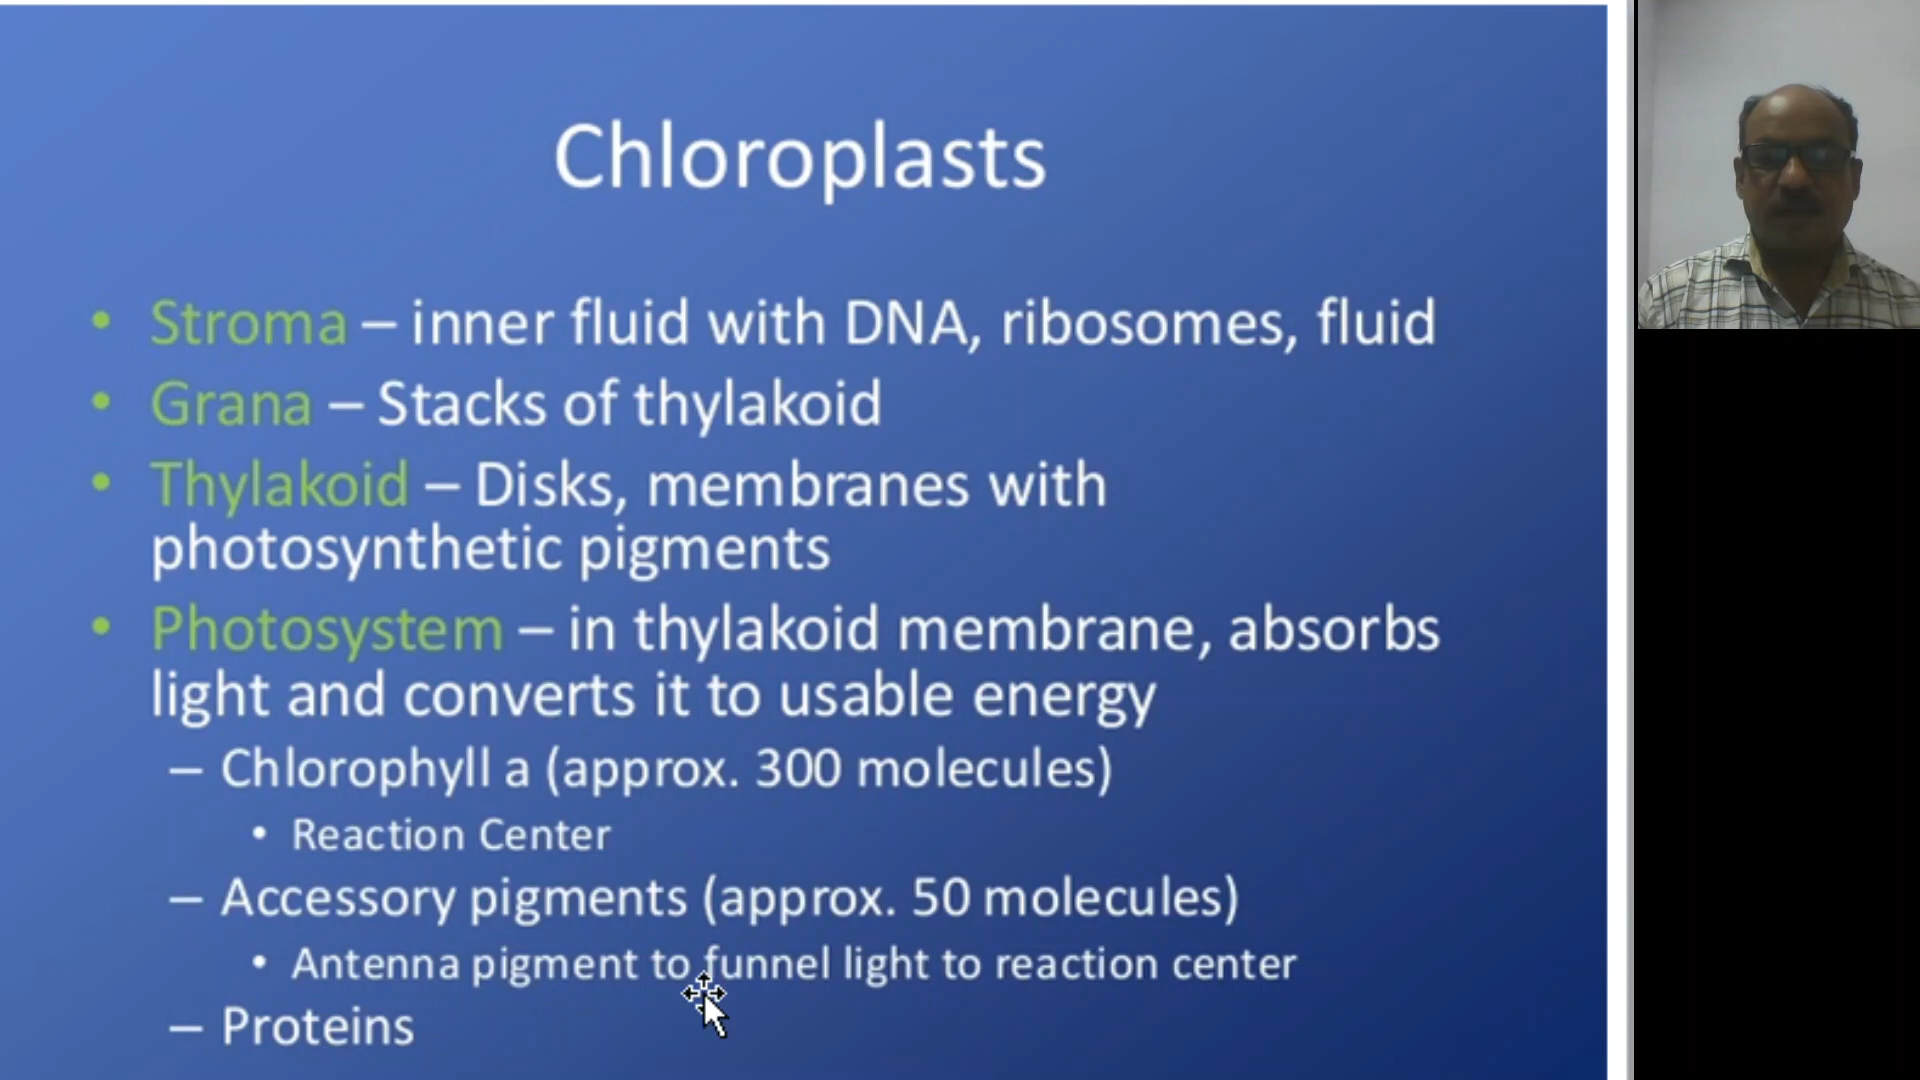 Chloroplasts
• Stroma – inner fluid with DNA, ribosomes, fluid
• Grana – Stacks of thylakoid
• Thylakoid – Disks, membranes with
photosynthetic pigments
• Photosystem – in thylakoid membrane, absorbs
light and converts it to usable energy
– Chlorophyll a (approx. 300 molecules)
• Reaction Center
– Accessory pigments (approx. 50 molecules)
• Antenna pigment to funnel light to reaction center
– Proteins